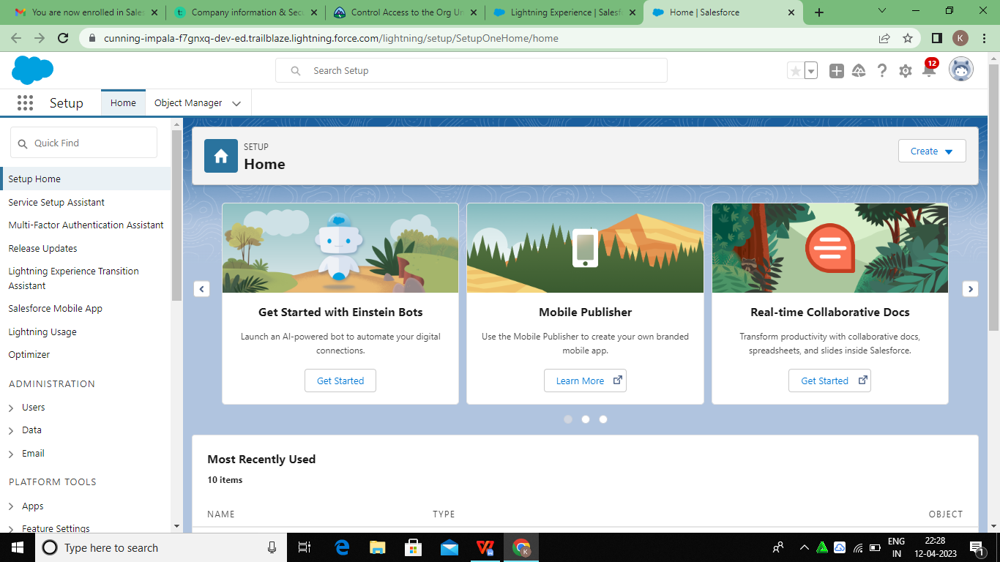 You are now enrolled in Sales
Company information & Secu
Control Access to the Org Un
Lightning Experience | Salesf
Home | Salesforce
cunning-impala-f7gnxq-dev-ed.trailblaze.lightning.force.com/lightning/setup/SetupOneHome/home
K
Search Setup
12
Setup
Home
Object Manager
Quick Find
Setup Home
Service Setup Assistant
Multi-Factor Authentication Assistant
Release Updates
Lightning Experience Transition
Assistant
Salesforce Mobile App
Lightning Usage
Optimizer
ADMINISTRATION
Users
Data
Email
PLATFORM TOOLS
Apps
Feature Settings
SETUP
Home
Create
Get Started with Einstein Bots
Launch an AI-powered bot to automate your digital
connections.
Get Started
Mobile Publisher
Use the Mobile Publisher to create your own branded
mobile app.
Learn More
Real-time Collaborative Docs
Transform productivity with collaborative docs,
spreadsheets, and slides inside Salesforce.
Get Started
Most Recently Used
10 items
NAME TYPE OBJECT
Type here to search
K
ENG
IN
22:28
12-04-2023
1